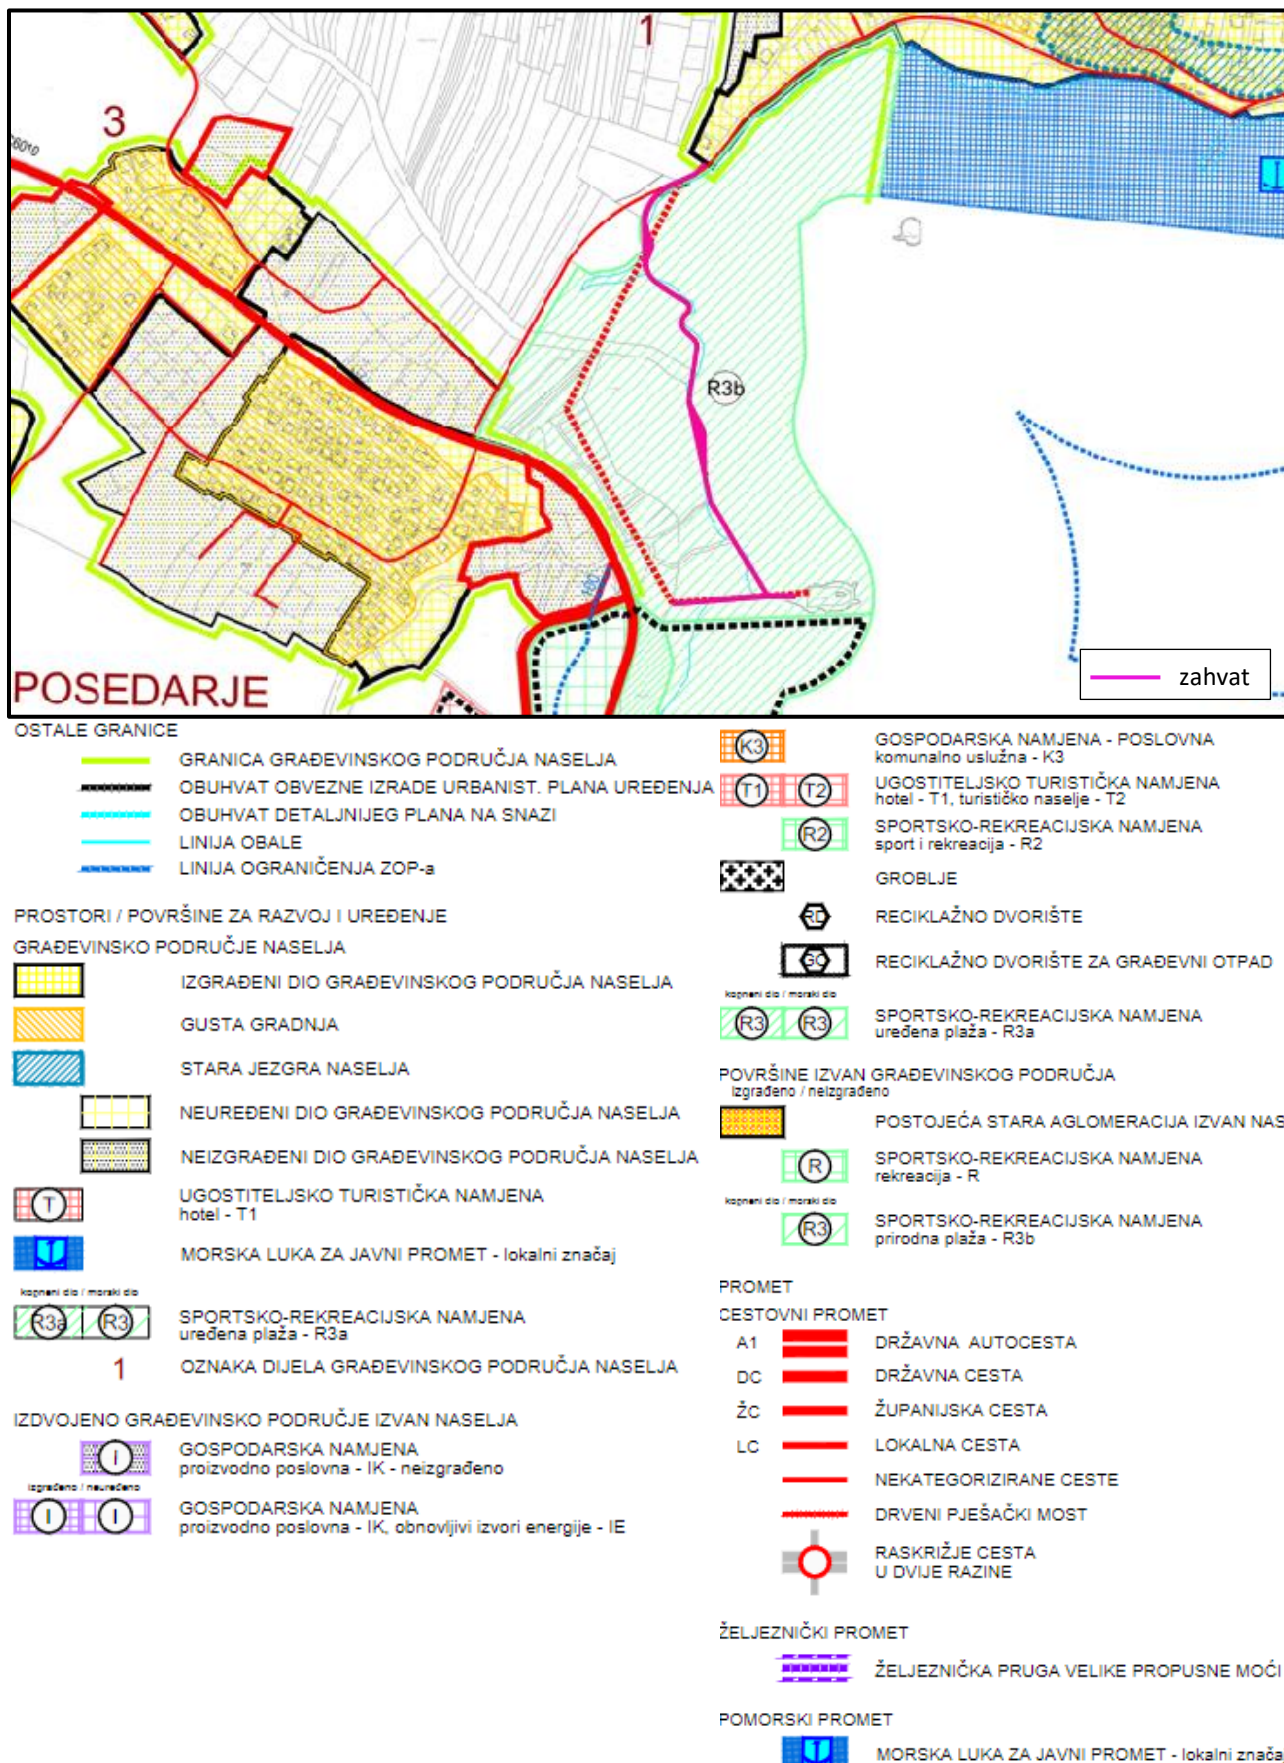 1
3
6010
R3b
POSEDARJE
zahvat
OSTALE GRANICE
GRANICA GRAĐEVINSKOG PODRUČJA NASELJA
OBUHVAT OBVEZNE IZRADE URBANIST. PLANA UREĐENJA
OBUHVAT DETALJNIJEG PLANA NA SNAZI
LINIJA OBALE
LINIJA OGRANIČENJA ZOP-a
PROSTORI / POVRŠINE ZA RAZVOJ I UREĐENJE
GRAĐEVINSKO PODRUČJE NASELJA
IZGRAĐENI DIO GRAĐEVINSKOG PODRUČJA NASELJA
GUSTA GRADNJA
STARA JEZGRA NASELJA
NEUREĐENI DIO GRAĐEVINSKOG PODRUČJA NASELJA
NEIZGRAĐENI DIO GRAĐEVINSKOG PODRUČJA NASELJA
T UGOSTITELJSKO TURISTIČKA NAMJENA
hotel - T1
MORSKA LUKA ZA JAVNI PROMET - lokalni značaj
kopneni dio / morski dio
R3a R3 SPORTSKO-REKREACIJSKA NAMJENA
uređena plaža - R3a
1 OZNAKA DIJELA GRAĐEVINSKOG PODRUČJA NASELJA
IZDVOJENO GRAĐEVINSKO PODRUČJE IZVAN NASELJA
I GOSPODARSKA NAMJENA
proizvodno poslovna - IK - neizgrađeno
izgrađeno / neuređeno
I I GOSPODARSKA NAMJENA
proizvodno poslovna - IK, obnovljivi izvori energije - IE
K3 GOSPODARSKA NAMJENA - POSLOVNA
komunalno uslužna - K3
T1 T2 UGOSTITELJSKO TURISTIČKA NAMJENA
hotel - T1, turističko naselje - T2
R2 SPORTSKO-REKREACIJSKA NAMJENA
sport i rekreacija - R2
GROBLJE
RD RECIKLAŽNO DVORIŠTE
GO RECIKLAŽNO DVORIŠTE ZA GRAĐEVNI OTPAD
kopneni dio / morski dio
R3 R3 SPORTSKO-REKREACIJSKA NAMJENA
uređena plaža - R3a
POVRŠINE IZVAN GRAĐEVINSKOG PODRUČJA
izgrađeno / neizgrađeno
POSTOJEĆA STARA AGLOMERACIJA IZVAN NAS
R SPORTSKO-REKREACIJSKA NAMJENA
rekreacija - R
kopneni dio / morski dio
R3 SPORTSKO-REKREACIJSKA NAMJENA
prirodna plaža - R3b
PROMET
CESTOVNI PROMET
A1 DRŽAVNA AUTOCESTA
DC DRŽAVNA CESTA
ŽC ŽUPANIJSKA CESTA
LC LOKALNA CESTA
NEKATEGORIZIRANE CESTE
DRVENI PJEŠAČKI MOST
RASKRIŽJE CESTA
U DVIJE RAZINE
ŽELJEZNIČKI PROMET
ŽELJEZNIČKA PRUGA VELIKE PROPUSNE MOĆI
POMORSKI PROMET
MORSKA LUKA ZA JAVNI PROMET - lokalni znača